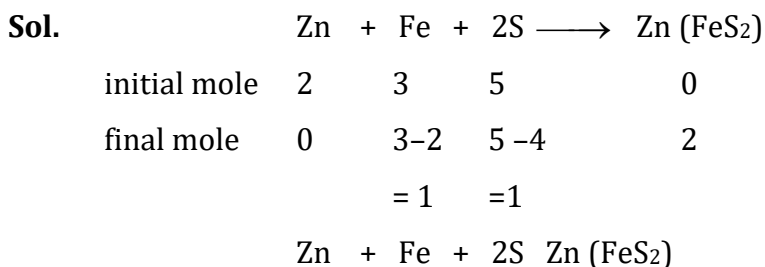 Sol. Zn + Fe + 2S ⟶ Zn (FeS₂)
initial mole 2 3 5 0
final mole 0 3–2 5 –4 2
= 1 =1
Zn + Fe + 2S Zn (FeS₂)